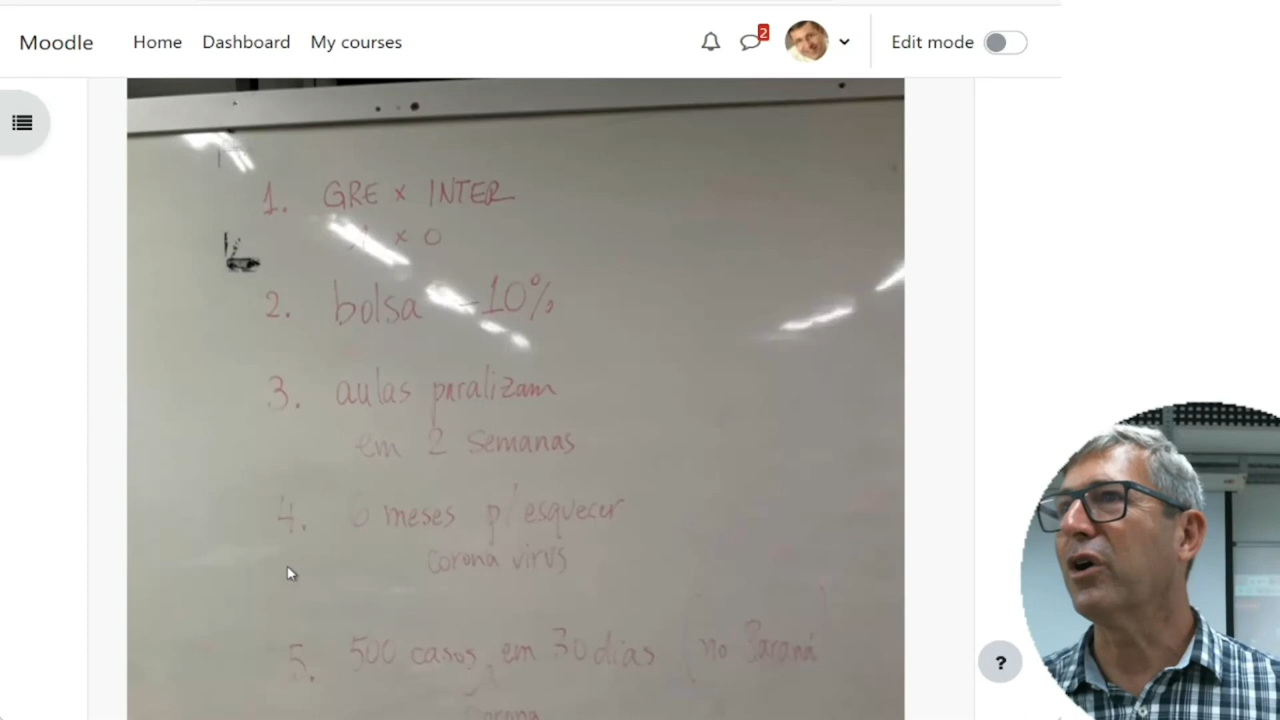 Moodle Home Dashboard My courses 2 Edit mode
1. GRE x INTER
x 0
2. bolsa -10%
3. aulas paralizam
em 2 semanas
4. 6 meses p/ esquecer
corona virus
5. 500 casos em 30 dias (no Paraná
corona
?